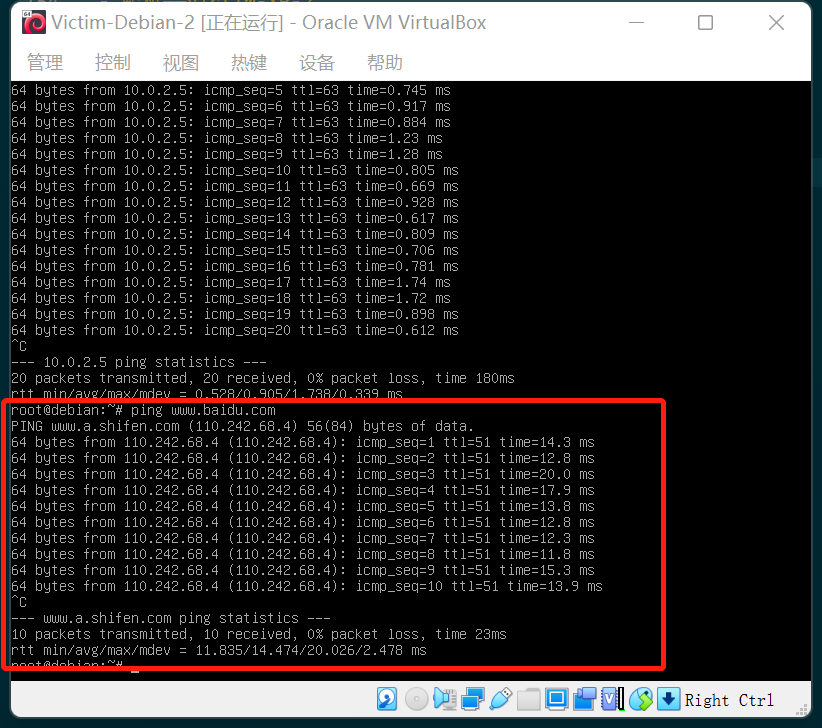 Victim-Debian-2 [正在运行] - Oracle VM VirtualBox
管理 控制 视图 热键 设备 帮助
64 bytes from 10.0.2.5: icmp_seq=5 ttl=63 time=0.745 ms
64 bytes from 10.0.2.5: icmp_seq=6 ttl=63 time=0.917 ms
64 bytes from 10.0.2.5: icmp_seq=7 ttl=63 time=0.884 ms
64 bytes from 10.0.2.5: icmp_seq=8 ttl=63 time=1.23 ms
64 bytes from 10.0.2.5: icmp_seq=9 ttl=63 time=1.28 ms
64 bytes from 10.0.2.5: icmp_seq=10 ttl=63 time=0.805 ms
64 bytes from 10.0.2.5: icmp_seq=11 ttl=63 time=0.669 ms
64 bytes from 10.0.2.5: icmp_seq=12 ttl=63 time=0.928 ms
64 bytes from 10.0.2.5: icmp_seq=13 ttl=63 time=0.617 ms
64 bytes from 10.0.2.5: icmp_seq=14 ttl=63 time=0.809 ms
64 bytes from 10.0.2.5: icmp_seq=15 ttl=63 time=0.706 ms
64 bytes from 10.0.2.5: icmp_seq=16 ttl=63 time=0.781 ms
64 bytes from 10.0.2.5: icmp_seq=17 ttl=63 time=1.74 ms
64 bytes from 10.0.2.5: icmp_seq=18 ttl=63 time=1.72 ms
64 bytes from 10.0.2.5: icmp_seq=19 ttl=63 time=0.898 ms
64 bytes from 10.0.2.5: icmp_seq=20 ttl=63 time=0.612 ms
^C
--- 10.0.2.5 ping statistics ---
20 packets transmitted, 20 received, 0% packet loss, time 180ms
rtt min/avg/max/mdev = 0.528/0.905/1.738/0.339 ms
root@debian:~# ping www.baidu.com
PING www.a.shifen.com (110.242.68.4) 56(84) bytes of data.
64 bytes from 110.242.68.4 (110.242.68.4): icmp_seq=1 ttl=51 time=14.3 ms
64 bytes from 110.242.68.4 (110.242.68.4): icmp_seq=2 ttl=51 time=12.8 ms
64 bytes from 110.242.68.4 (110.242.68.4): icmp_seq=3 ttl=51 time=20.0 ms
64 bytes from 110.242.68.4 (110.242.68.4): icmp_seq=4 ttl=51 time=17.9 ms
64 bytes from 110.242.68.4 (110.242.68.4): icmp_seq=5 ttl=51 time=13.8 ms
64 bytes from 110.242.68.4 (110.242.68.4): icmp_seq=6 ttl=51 time=12.8 ms
64 bytes from 110.242.68.4 (110.242.68.4): icmp_seq=7 ttl=51 time=12.3 ms
64 bytes from 110.242.68.4 (110.242.68.4): icmp_seq=8 ttl=51 time=11.8 ms
64 bytes from 110.242.68.4 (110.242.68.4): icmp_seq=9 ttl=51 time=15.3 ms
64 bytes from 110.242.68.4 (110.242.68.4): icmp_seq=10 ttl=51 time=13.9 ms
^C
--- www.a.shifen.com ping statistics ---
10 packets transmitted, 10 received, 0% packet loss, time 23ms
rtt min/avg/max/mdev = 11.835/14.474/20.026/2.478 ms
root@debian:~# _
Right Ctrl